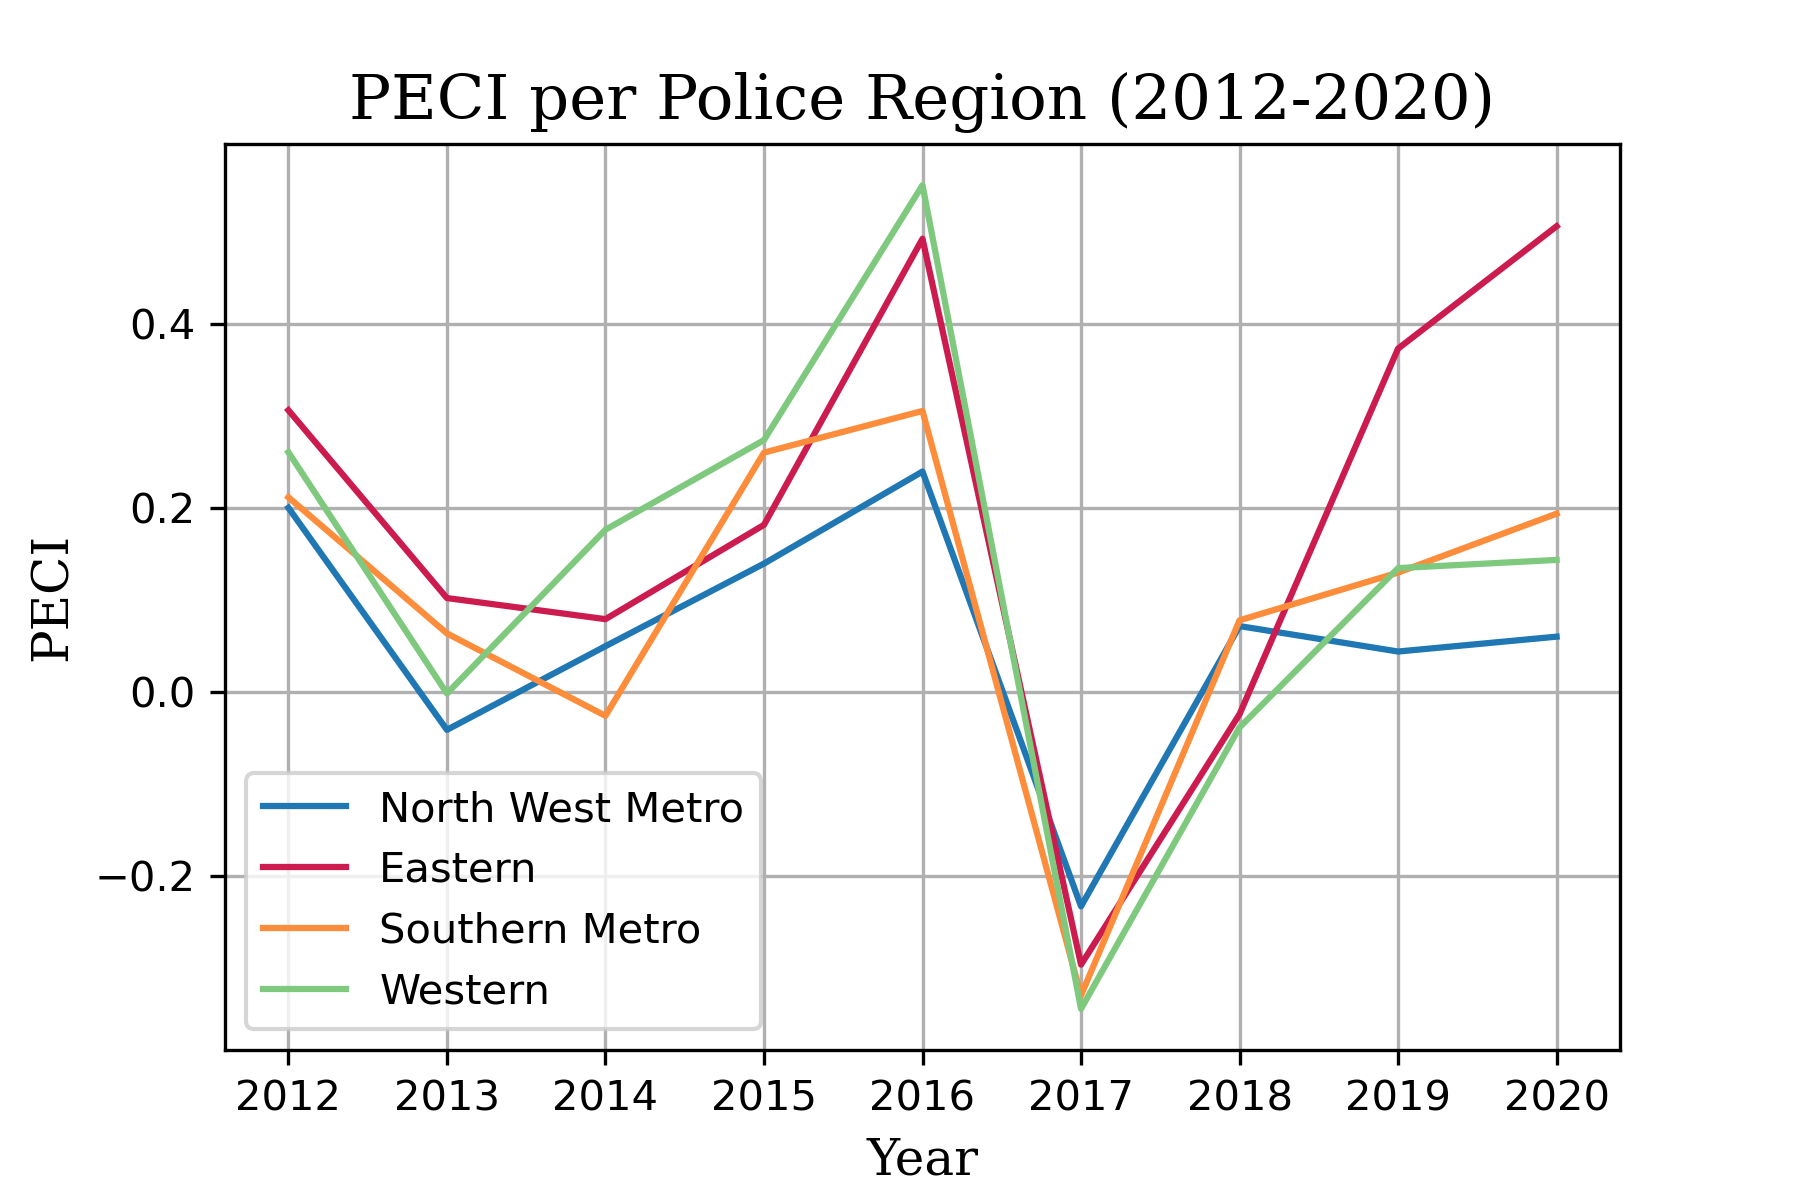 PECI per Police Region (2012-2020)
PECI
0.4
0.2
0.0
−0.2
North West Metro
Eastern
Southern Metro
Western
2012 2013 2014 2015 2016 2017 2018 2019 2020
Year